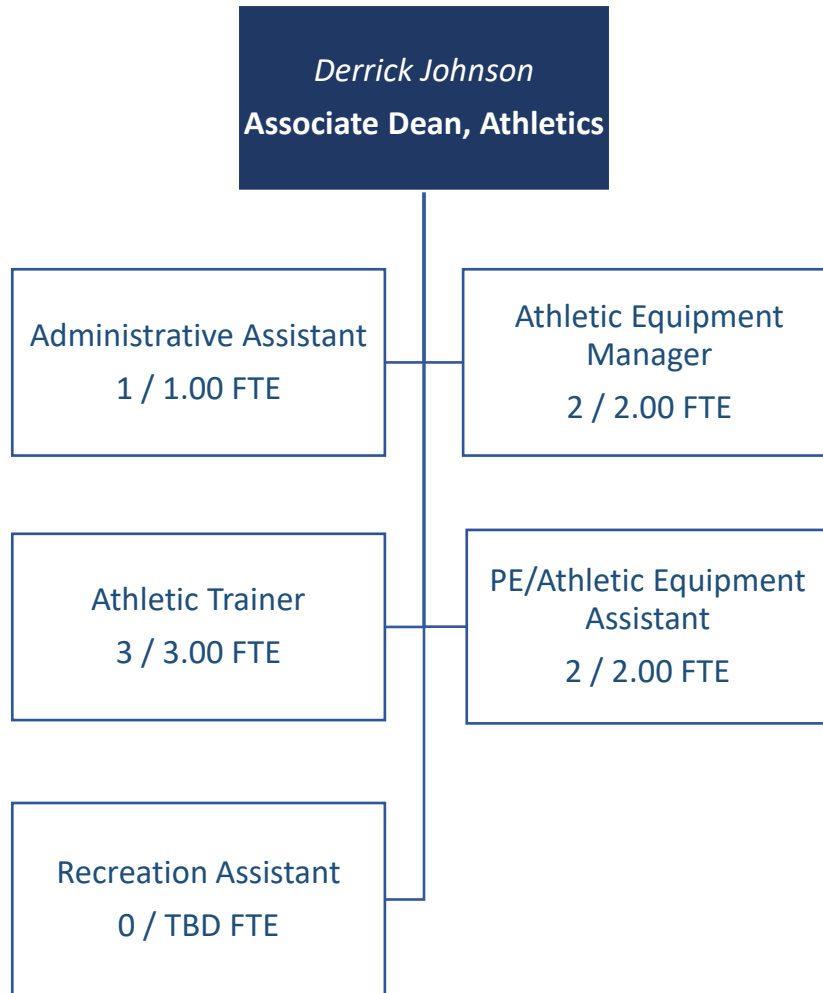 Derrick Johnson
Associate Dean, Athletics
Administrative Assistant
1 / 1.00 FTE
Athletic Equipment
Manager
2 / 2.00 FTE
Athletic Trainer
3 / 3.00 FTE
PE/Athletic Equipment
Assistant
2 / 2.00 FTE
Recreation Assistant
0 / TBD FTE